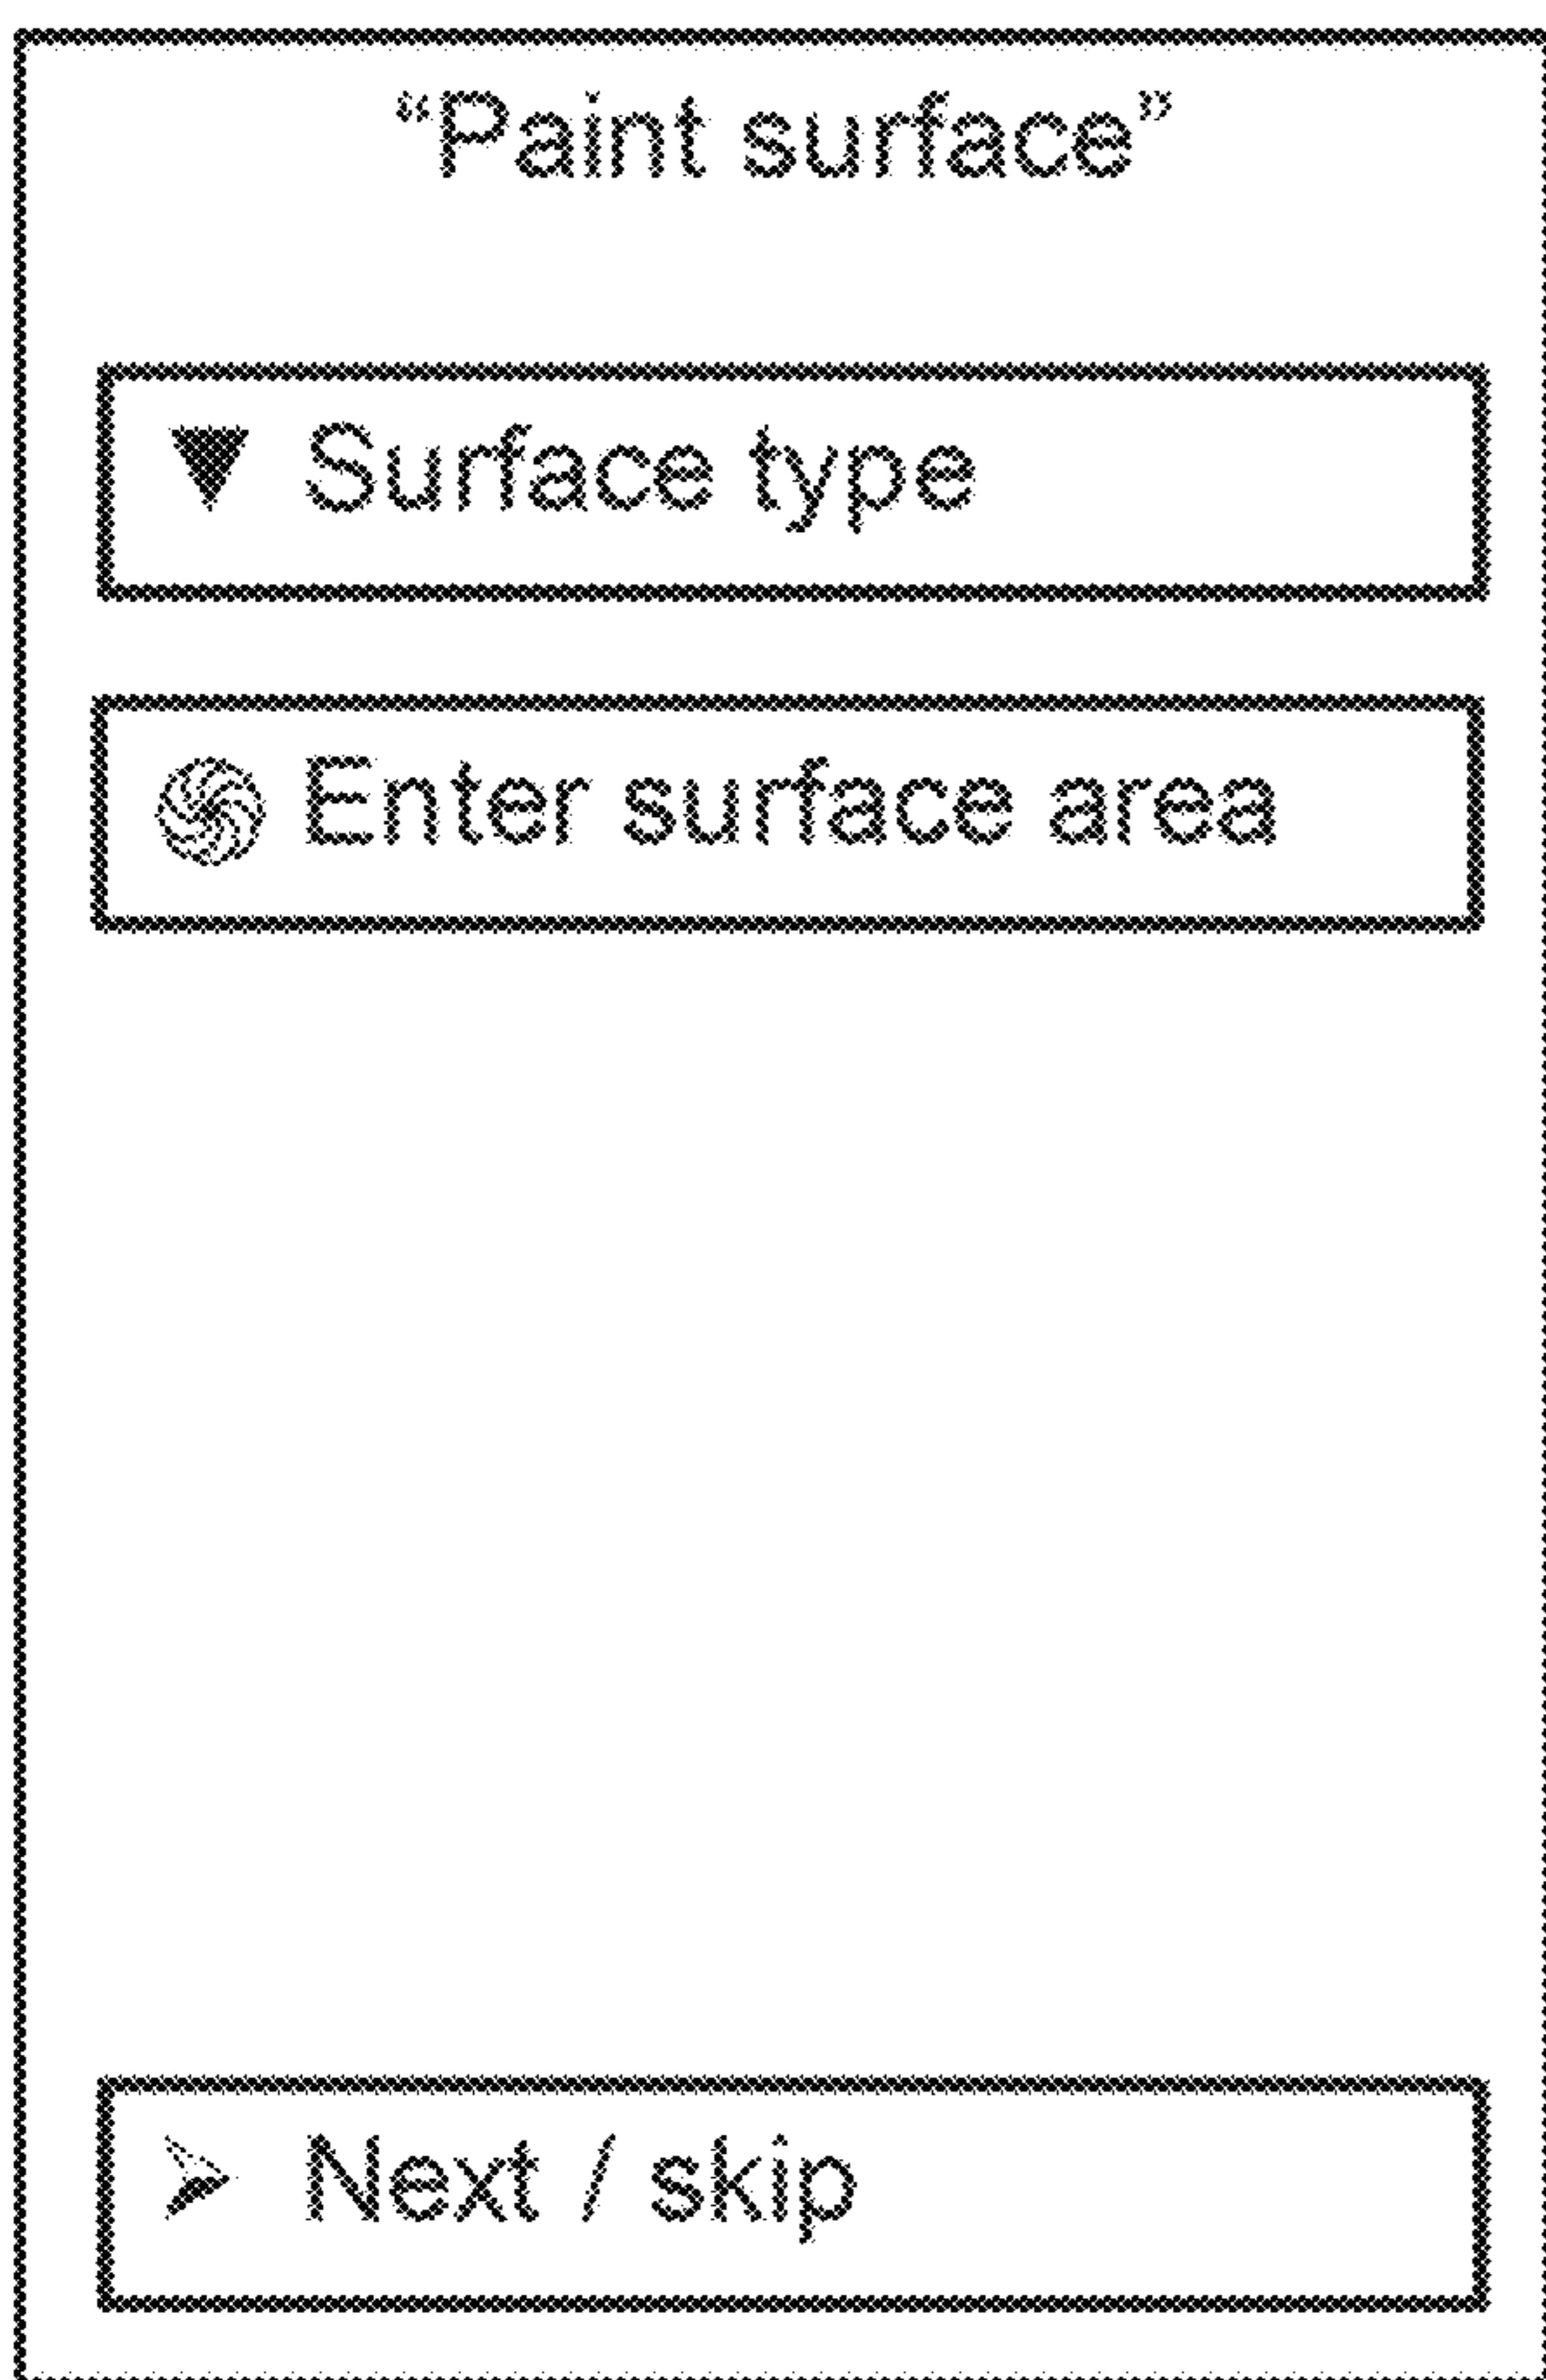 “Paint surface”
▼ Surface type
Enter surface area
➢ Next / skip